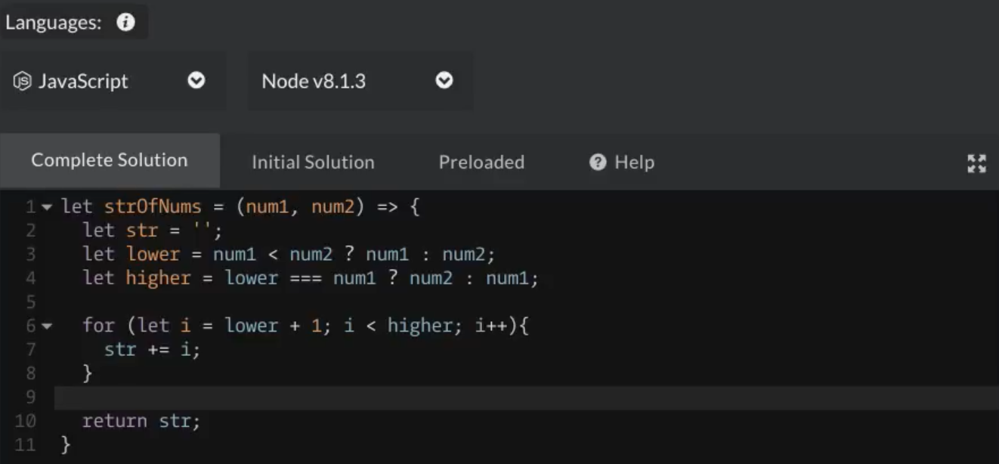 Languages:
JavaScript Node v8.1.3
Complete Solution Initial Solution Preloaded Help
1 let strOfNums = (num1, num2) => {
2 let str = '';
3 let lower = num1 < num2 ? num1 : num2;
4 let higher = lower === num1 ? num2 : num1;
5
6 for (let i = lower + 1; i < higher; i++){
7 str += i;
8 }
9
10 return str;
11 }